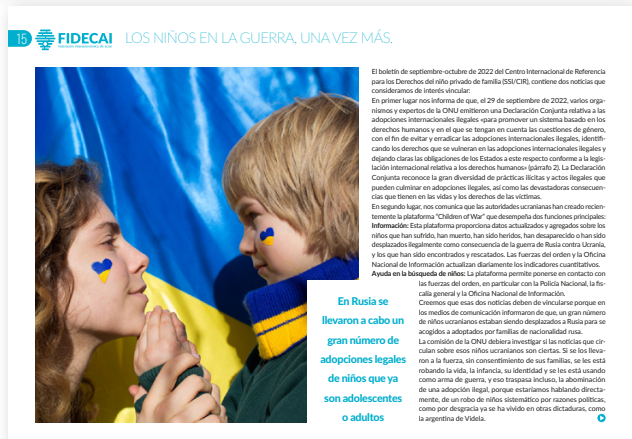 15
FIDECAI
LOS NIÑOS EN LA GUERRA, UNA VEZ MÁS.
El boletín de septiembre-octubre de 2022 del Centro Internacional de Referencia
para los Derechos del niño privado de familia (SSI/CIR), contiene dos noticias que
consideramos de interés vincular:
En primer lugar nos informa de que, el 29 de septiembre de 2022, varios orga-
nismos y expertos de la ONU emitieron una Declaración Conjunta relativa a las
adopciones internacionales ilegales «para promover un sistema basado en los
derechos humanos y en el que se tengan en cuenta las cuestiones de género,
con el fin de evitar y erradicar las adopciones internacionales ilegales, identifi-
cando los derechos que se vulneran en las adopciones internacionales ilegales y
dejando claras las obligaciones de los Estados a este respecto conforme a la legis-
lación internacional relativa a los derechos humanos» (párrafo 2). La Declaración
Conjunta reconoce la gran diversidad de prácticas ilícitas y actos ilegales que
pueden culminar en adopciones ilegales, así como las devastadoras consecuen-
cias que tienen en las vidas y los derechos de las víctimas.
En segundo lugar, nos comunica que las autoridades ucranianas han creado recien-
temente la plataforma "Children of War" que desempeña dos funciones principales:
Información: Esta plataforma proporciona datos actualizados y agregados sobre los
niños que han sufrido, han muerto, han sido heridos, han desaparecido o han sido
desplazados ilegalmente como consecuencia de la guerra de Rusia contra Ucrania,
y los que han sido encontrados y rescatados. Las fuerzas del orden y la Oficina
Nacional de Información actualizan diariamente los indicadores cuantitativos.
Ayuda en la búsqueda de niños: La plataforma permite ponerse en contacto con
las fuerzas del orden, en particular con la Policía Nacional, la fis-
calía general y la Oficina Nacional de Información.
Creemos que esas dos noticias deben de vincularse porque en
los medios de comunicación informaron de que, un gran número
de niños ucranianos estaban siendo desplazados a Rusia para se
acogidos a adoptados por familias de nacionalidad rusa.
La comisión de la ONU debiera investigar si las noticias que cir-
culan sobre esos niños ucranianos son ciertas. Si se los lleva-
ron a la fuerza, sin consentimiento de sus familias, se les está
robando la vida, la infancia, su identidad y se les está usando
como arma de guerra, y eso traspasa incluso, la abominación
de una adopción ilegal, porque estaríamos hablando directa-
mente, de un robo de niños sistemático por razones políticas,
como por desgracia ya se ha vivido en otras dictaduras, como
la argentina de Videla.
En Rusia se
llevaron a cabo un
gran número de
adopciones legales
de niños que ya
son adolescentes
o adultos